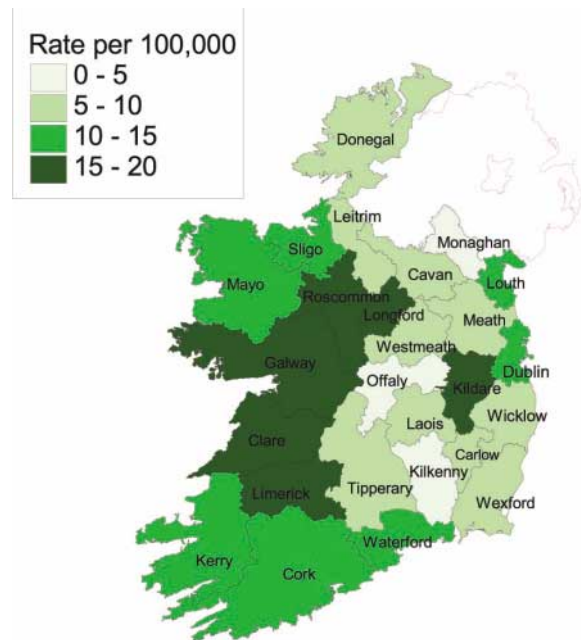 Rate per 100,000
0 - 5
5 - 10
10 - 15
15 - 20
Donegal
Leitrim
Monaghan
Sligo
Cavan
Louth
Mayo
Roscommon
Longford
Meath
Westmeath
Galway
Offaly
Dublin
Kildare
Wicklow
Laois
Clare
Carlow
Kilkenny
Limerick
Tipperary
Wexford
Waterford
Kerry
Cork